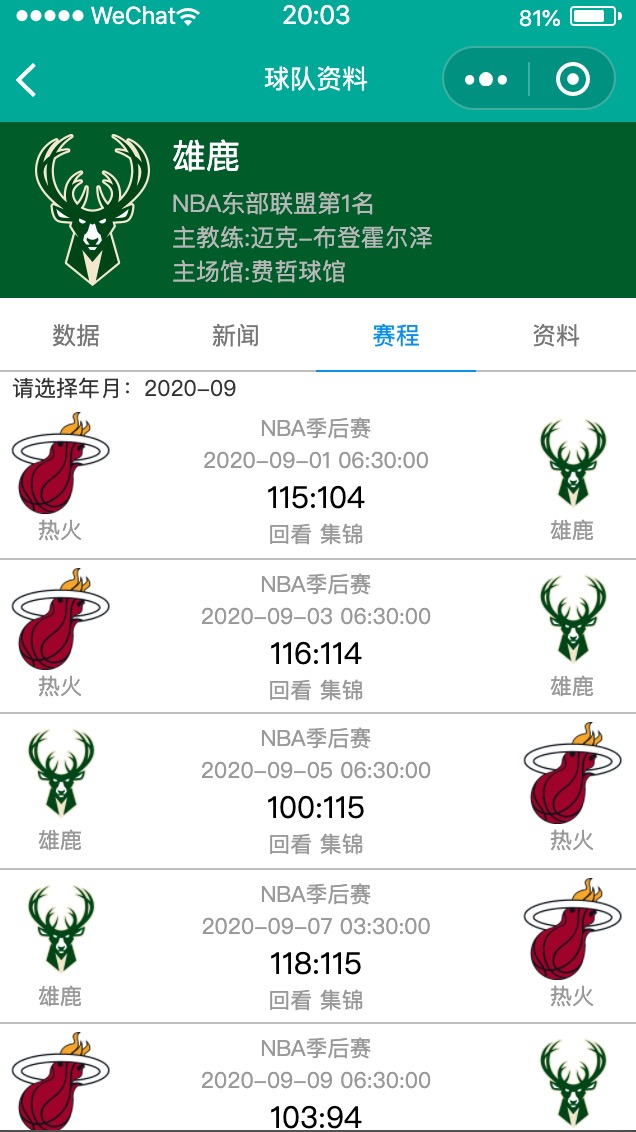 WeChat 20:03 81%
球队资料
雄鹿
NBA东部联盟第1名
主教练:迈克-布登霍尔泽
主场馆:费哲球馆
数据 新闻 赛程 资料
请选择年月：2020-09
NBA季后赛
2020-09-01 06:30:00
115:104
热火 回看 集锦 雄鹿
NBA季后赛
2020-09-03 06:30:00
116:114
热火 回看 集锦 雄鹿
NBA季后赛
2020-09-05 06:30:00
100:115
雄鹿 回看 集锦 热火
NBA季后赛
2020-09-07 03:30:00
118:115
雄鹿 回看 集锦 热火
NBA季后赛
2020-09-09 06:30:00
103:94